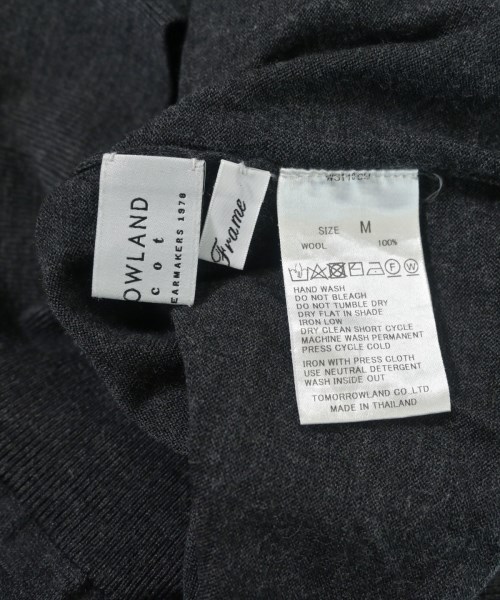 OWLAND
cot
EARMAKERS 1978
Frame
SIZE M
WOOL 100%
HAND WASH
DO NOT BLEACH
DO NOT TUMBLE DRY
DRY FLAT IN SHADE
IRON LOW
DRY CLEAN SHORT CYCLE
MACHINE WASH PERMANENT
PRESS CYCLE COLD
IRON WITH PRESS CLOTH
USE NEUTRAL DETERGENT
WASH INSIDE OUT
TOMORROWLAND CO.,LTD.
MADE IN THAILAND